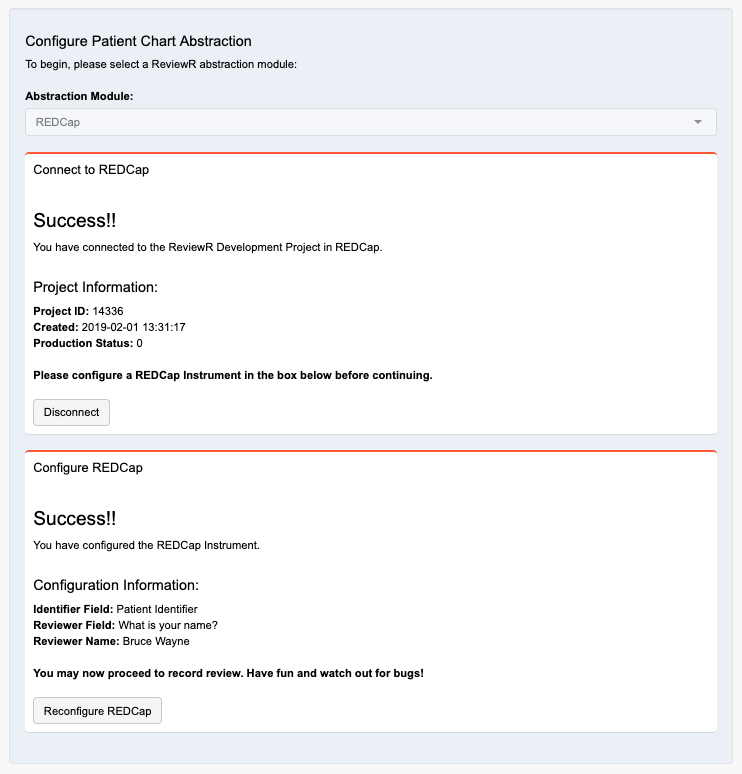 Configure Patient Chart Abstraction
To begin, please select a ReviewR abstraction module:
Abstraction Module:
REDCap
Connect to REDCap
Success!!
You have connected to the ReviewR Development Project in REDCap.
Project Information:
Project ID: 14336
Created: 2019-02-01 13:31:17
Production Status: 0
Please configure a REDCap Instrument in the box below before continuing.
Disconnect
Configure REDCap
Success!!
You have configured the REDCap Instrument.
Configuration Information:
Identifier Field: Patient Identifier
Reviewer Field: What is your name?
Reviewer Name: Bruce Wayne
You may now proceed to record review. Have fun and watch out for bugs!
Reconfigure REDCap